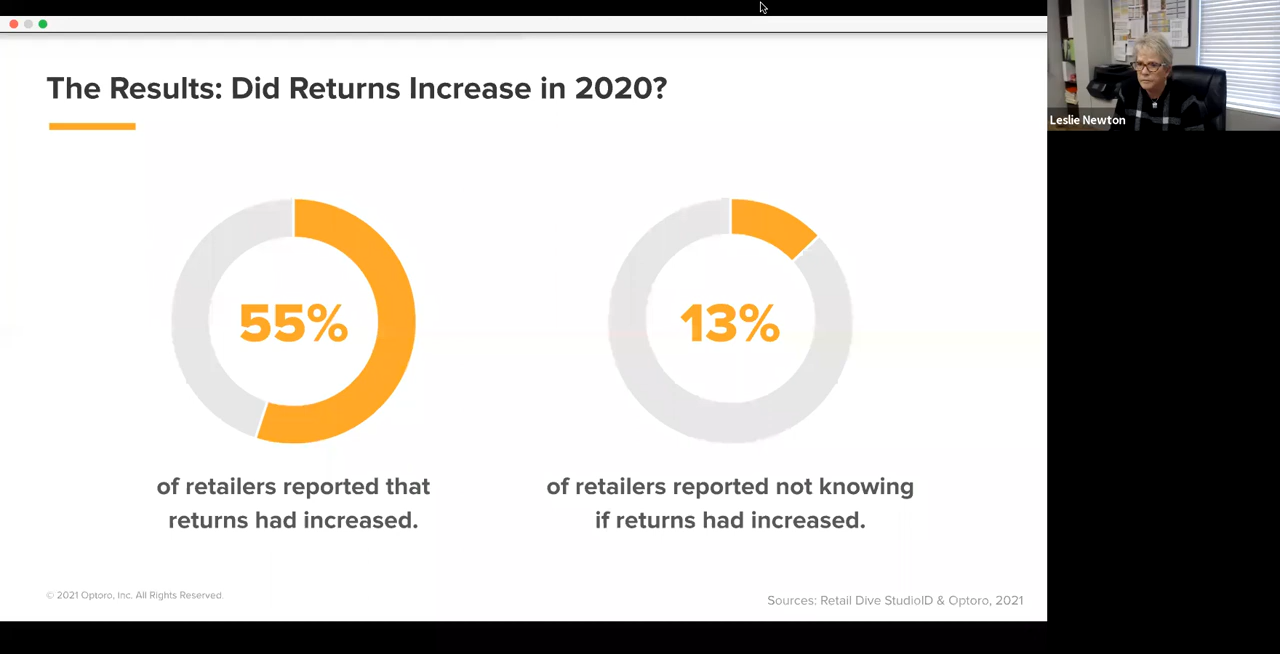 The Results: Did Returns Increase in 2020?
55%
of retailers reported that
returns had increased.
13%
of retailers reported not knowing
if returns had increased.
© 2021 Optoro, Inc. All Rights Reserved.
Sources: Retail Dive StudioID & Optoro, 2021
Leslie Newton